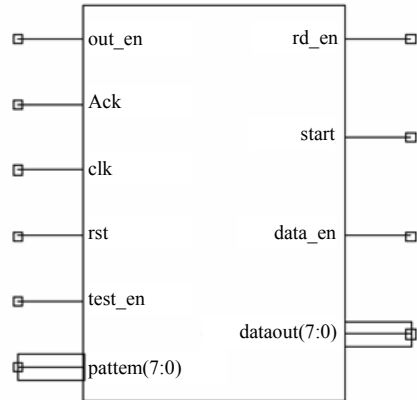 out_en
rd_en
Ack
start
clk
rst
data_en
test_en
dataout(7:0)
pattem(7:0)